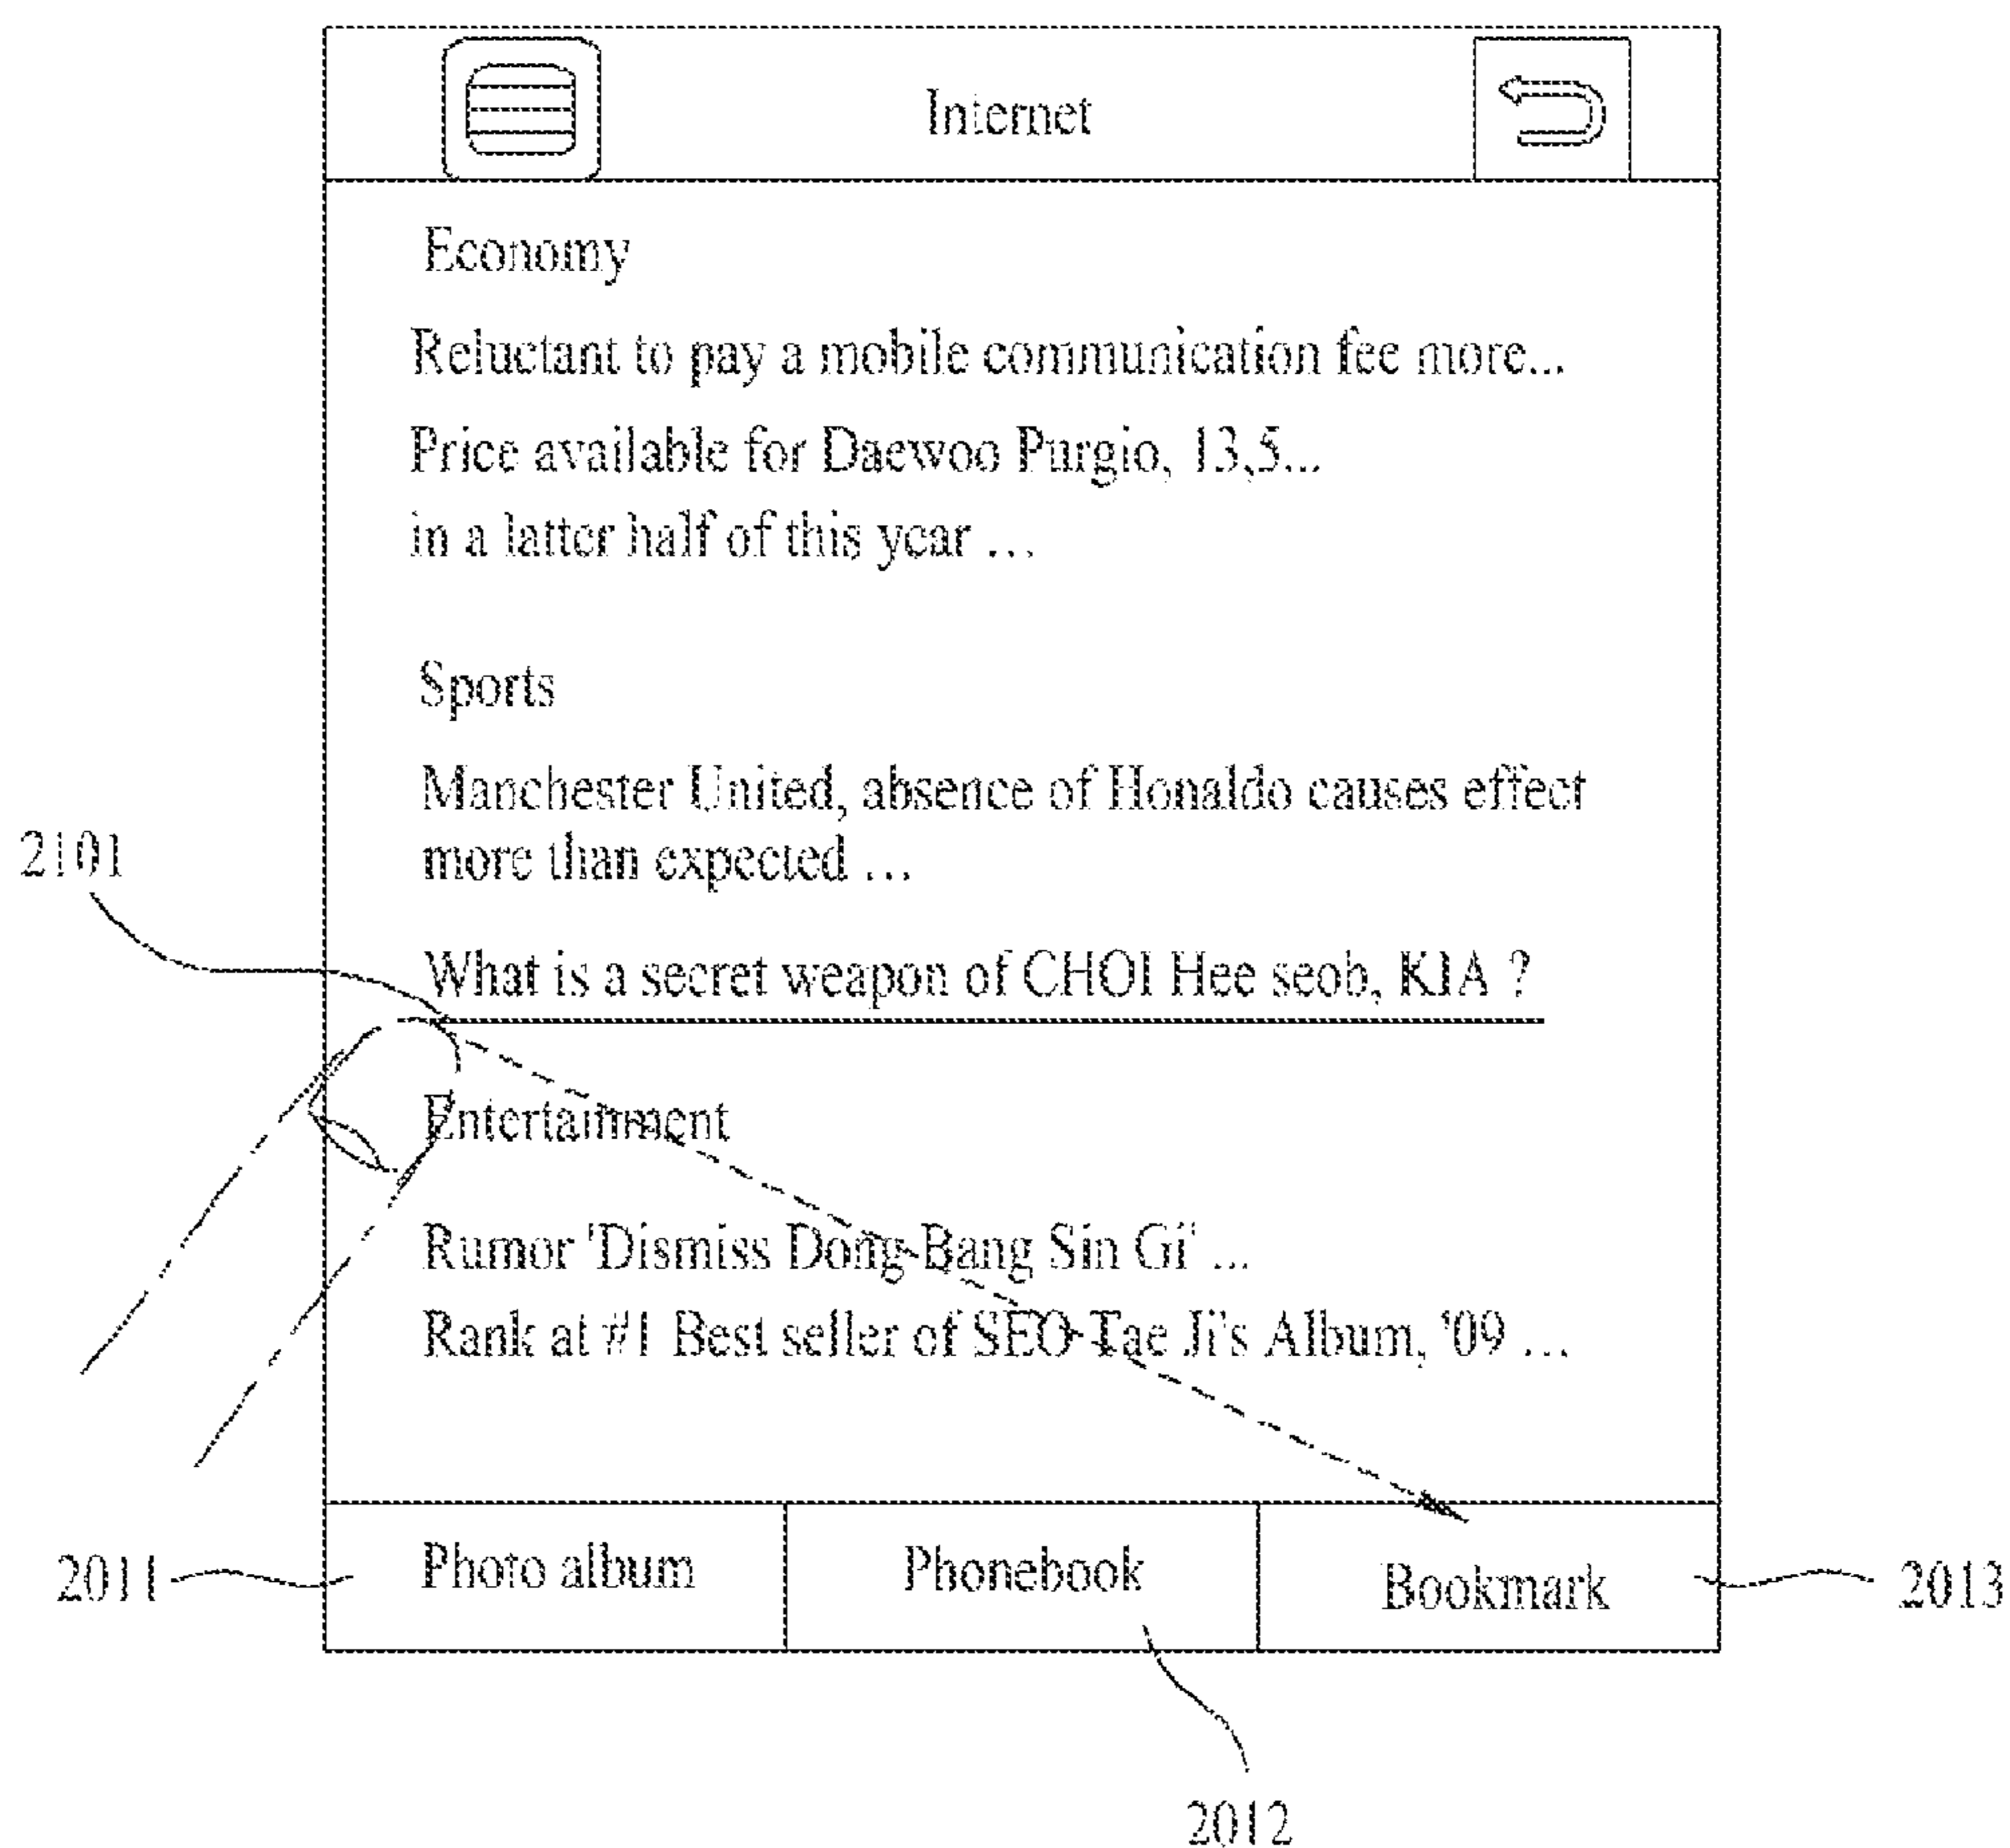 Internet
Economy
Reluctant to pay a mobile communication fee more...
Price available for Daewoo Purgio, 13,5...
in a latter half of this year ...
Sports
Manchester United, absence of Honaldo causes effect
more than expected ...
2101
What is a secret weapon of CHOI Hee seob, KIA ?
Entertainment
Rumor 'Dismiss Dong Bang Sin Gi' ...
Rank at #1 Best seller of SEO Tae Ji's Album, '09 ...
2011 Photo album Phonebook Bookmark 2013
2012